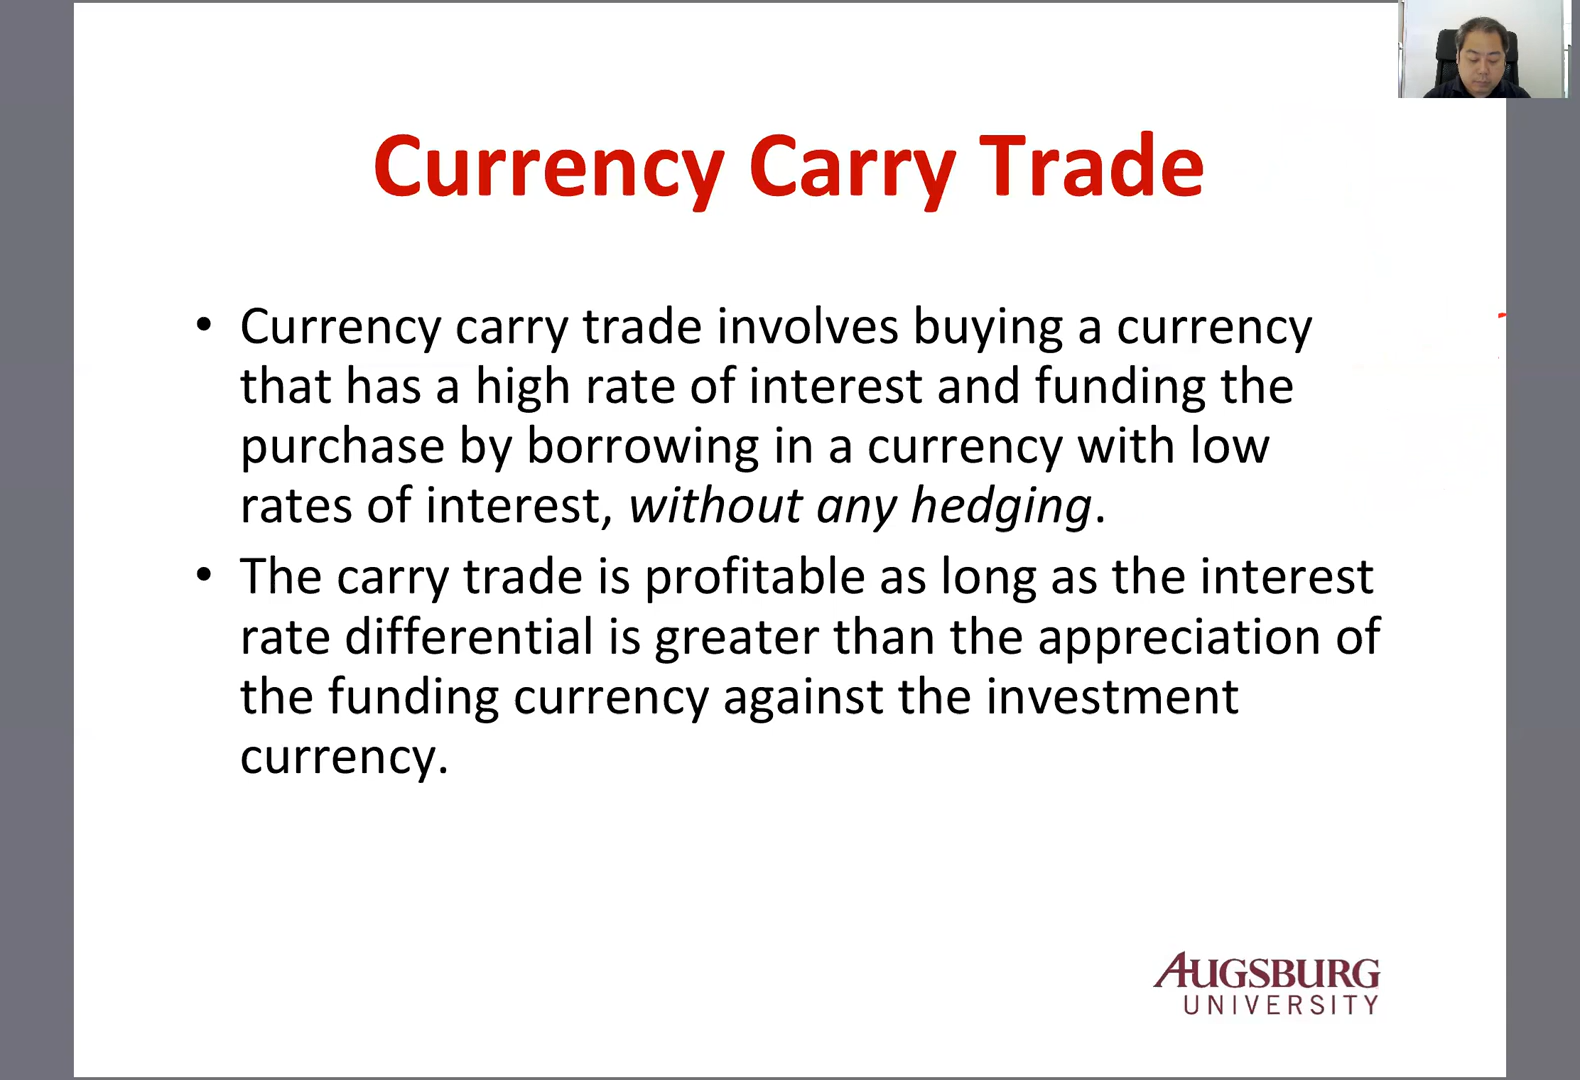 Currency Carry Trade
• Currency carry trade involves buying a currency
that has a high rate of interest and funding the
purchase by borrowing in a currency with low
rates of interest, without any hedging.
• The carry trade is profitable as long as the interest
rate differential is greater than the appreciation of
the funding currency against the investment
currency.
AUGSBURG
UNIVERSITY